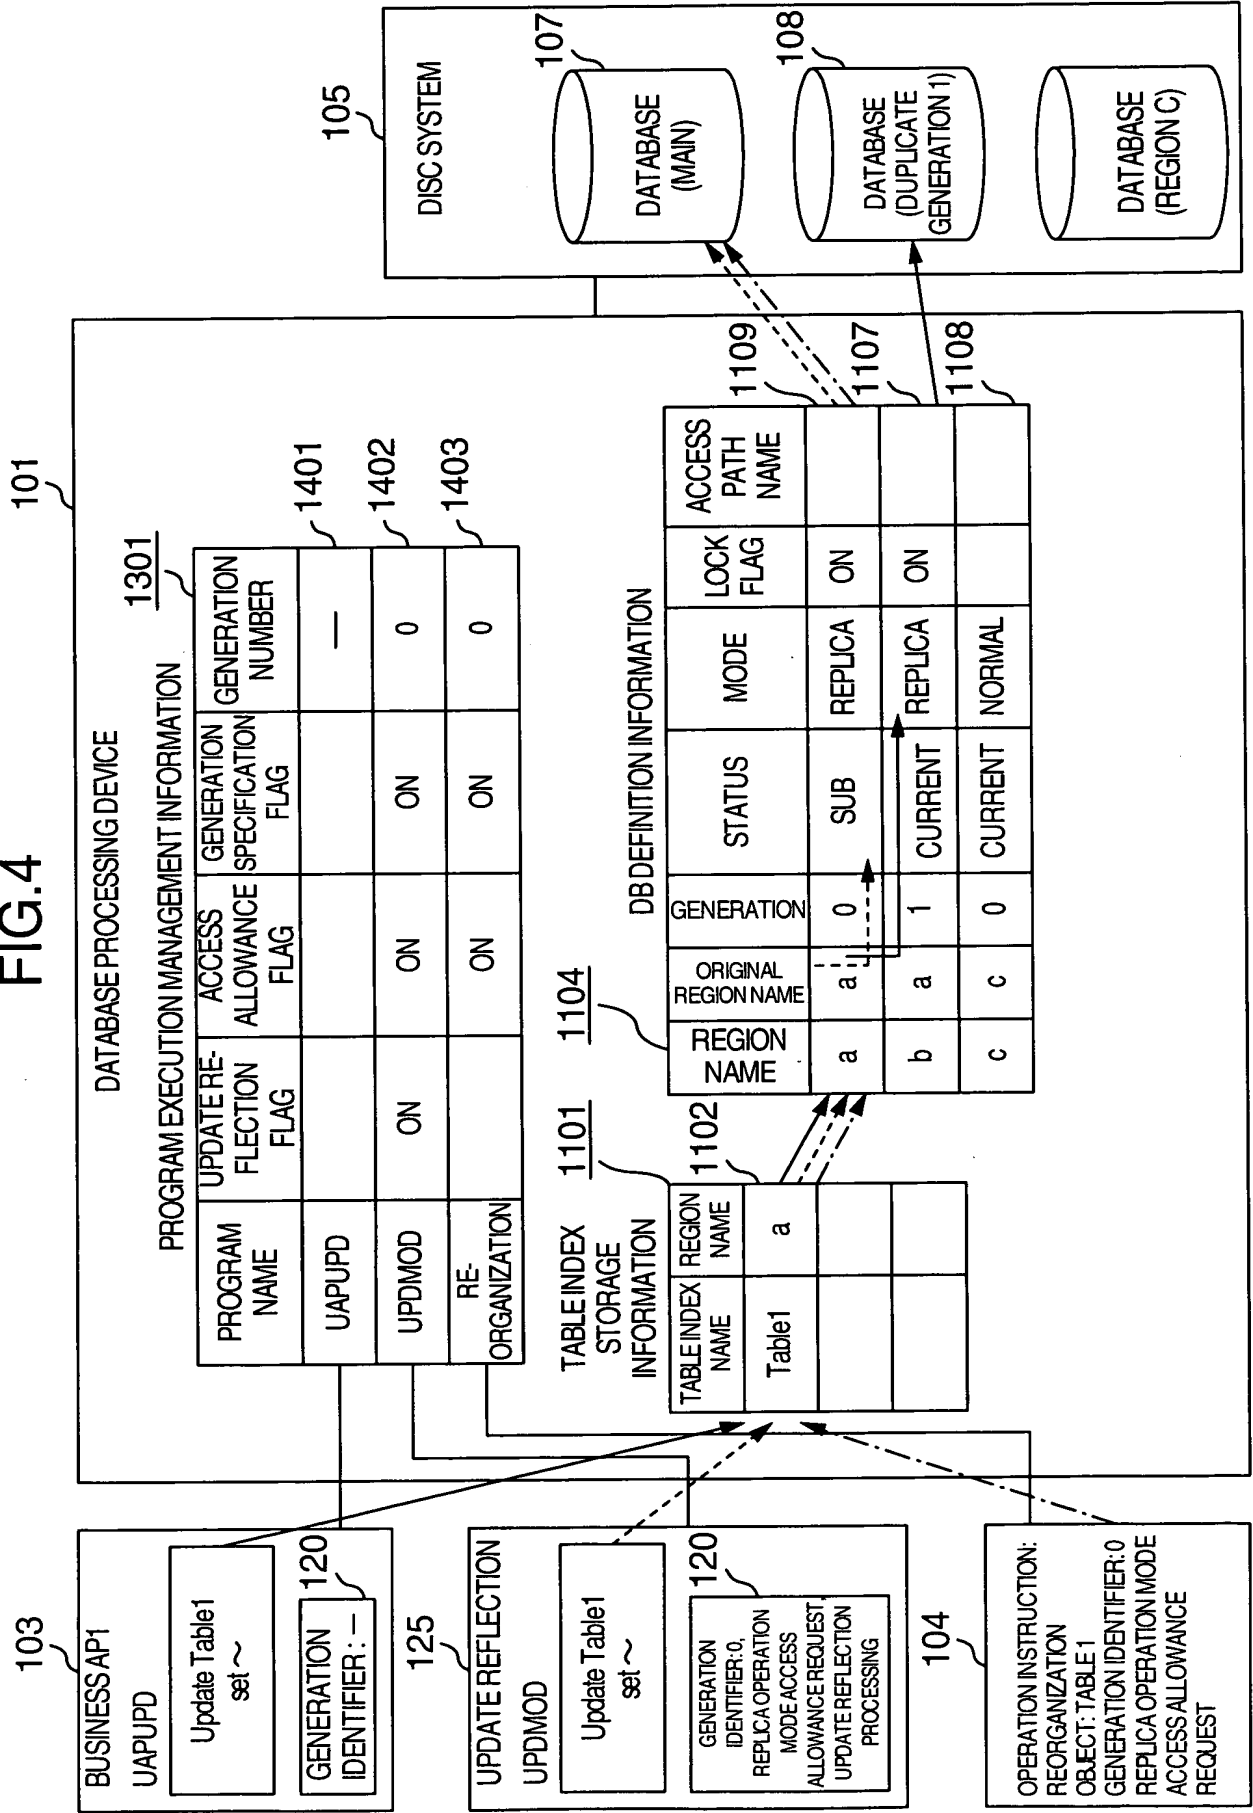 FIG.4
101
DATABASE PROCESSING DEVICE
PROGRAM EXECUTION MANAGEMENT INFORMATION
1301
PROGRAM
NAME
UPDATE RE-
FLECTION
FLAG
ACCESS
ALLOWANCE
FLAG
GENERATION
SPECIFICATION
FLAG
GENERATION
NUMBER
UAPUPD
—
1401
UPDMOD
ON
ON
ON
0
1402
RE-
ORGANIZATION
ON
ON
0
1403
103
BUSINESS AP1
UAPUPD
Update Table1
set ~
GENERATION
IDENTIFIER : —
120
125
UPDATE REFLECTION
UPDMOD
Update Table1
set ~
120
GENERATION
IDENTIFIER:0,
REPLICA OPERATION
MODE ACCESS
ALLOWANCE REQUEST,
UPDATE REFLECTION
PROCESSING
104
OPERATION INSTRUCTION:
REORGANIZATION
OBJECT: TABLE 1
GENERATION IDENTIFIER:0
REPLICA OPERATION MODE
ACCESS ALLOWANCE
REQUEST
TABLE INDEX
STORAGE
INFORMATION
1101
TABLE INDEX
NAME
REGION
NAME
Table1
a
1102
DB DEFINITION INFORMATION
1104
REGION
NAME
ORIGINAL
REGION NAME
GENERATION
STATUS
MODE
LOCK
FLAG
ACCESS
PATH
NAME
a
a
0
SUB
REPLICA
ON
1109
b
a
1
CURRENT
REPLICA
ON
1107
c
c
0
CURRENT
NORMAL
1108
105
DISC SYSTEM
107
DATABASE
(MAIN)
108
DATABASE
(DUPLICATE
GENERATION 1)
DATABASE
(REGION C)